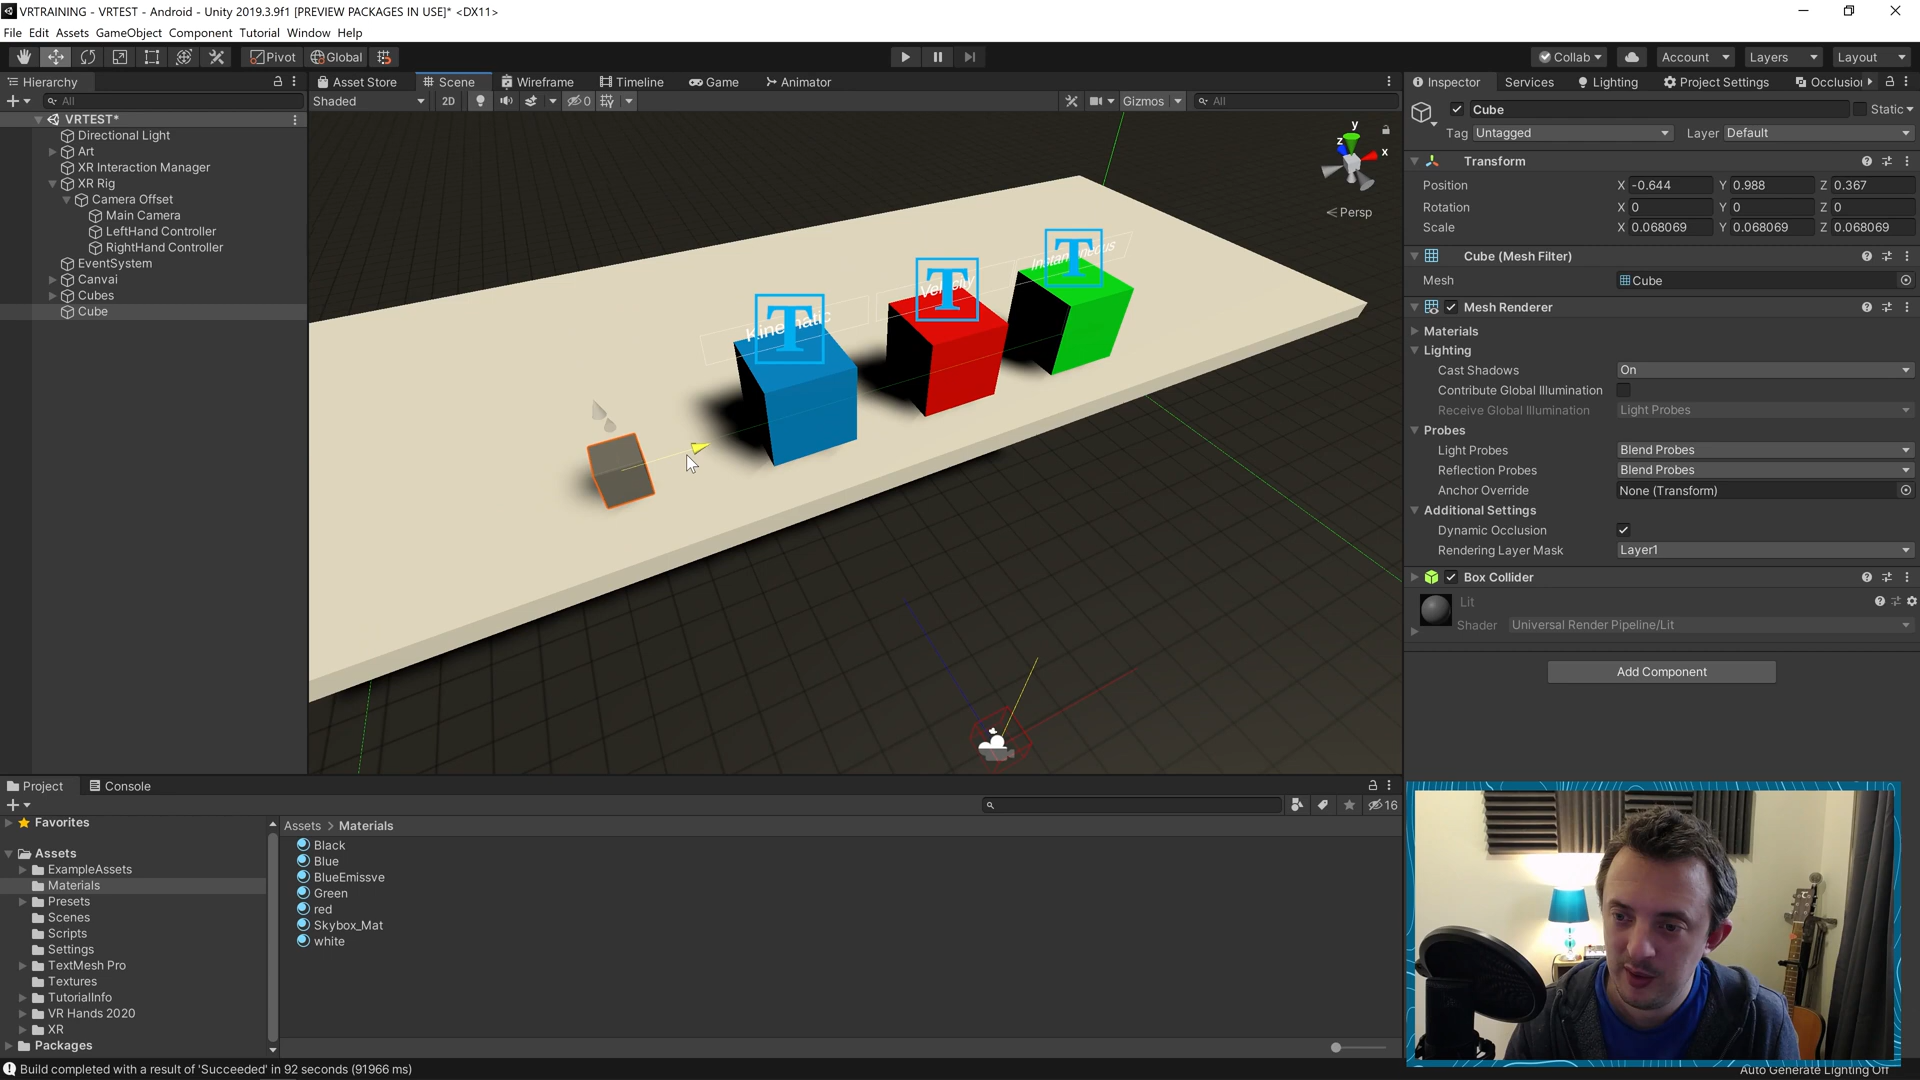 VRTRAINING - VRTEST - Android - Unity 2019.3.9f1 [PREVIEW PACKAGES IN USE]* <DX11>
File Edit Assets GameObject Component Tutorial Window Help
Pivot Global Collab Account Layers Layout
Hierarchy
All
VRTEST*
Directional Light
Art
XR Interaction Manager
XR Rig
Camera Offset
Main Camera
LeftHand Controller
RightHand Controller
EventSystem
Canvai
Cubes
Cube
Asset Store Scene Wireframe Timeline Game Animator
Shaded 2D 0 Gizmos All
y
z
x
Persp
Kinematic
Velocity
Instantaneous
T
T
T
Inspector Services Lighting Project Settings Occlusio
Cube Static
Tag Untagged Layer Default
Transform
Position X -0.644 Y 0.988 Z 0.367
Rotation X 0 Y 0 Z 0
Scale X 0.068069 Y 0.068069 Z 0.068069
Cube (Mesh Filter)
Mesh Cube
Mesh Renderer
Materials
Lighting
Cast Shadows On
Contribute Global Illumination
Receive Global Illumination Light Probes
Probes
Light Probes Blend Probes
Reflection Probes Blend Probes
Anchor Override None (Transform)
Additional Settings
Dynamic Occlusion
Rendering Layer Mask Layer1
Box Collider
Lit
Shader Universal Render Pipeline/Lit
Add Component
Project Console
16
Favorites
Assets
ExampleAssets
Materials
Presets
Scenes
Scripts
Settings
TextMesh Pro
Textures
TutorialInfo
VR Hands 2020
XR
Packages
Assets > Materials
Black
Blue
BlueEmissve
Green
red
Skybox_Mat
white
Build completed with a result of 'Succeeded' in 92 seconds (91966 ms)
Auto Generate Lighting Off